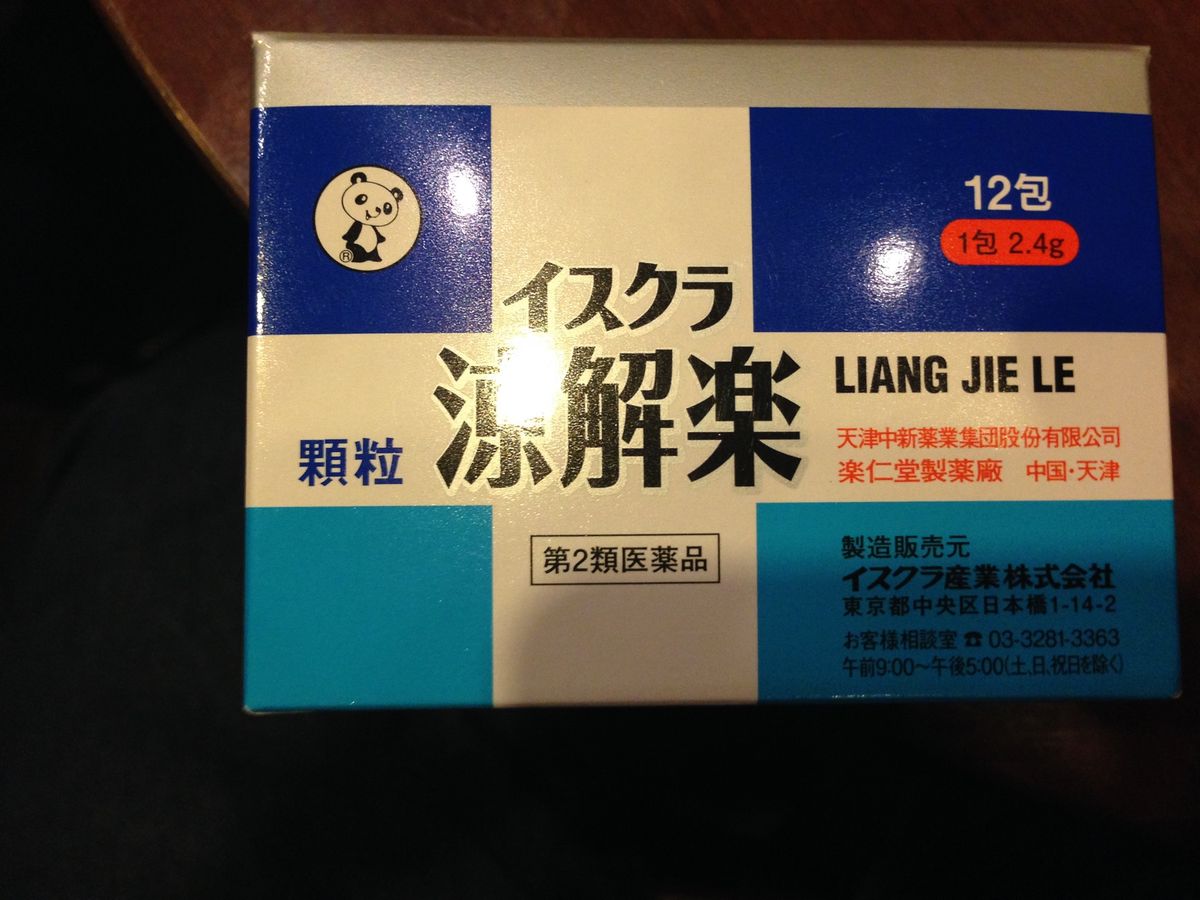 12包
1包 2.4g
®
イスクラ
涼解楽
LIANG JIE LE
顆粒
天津中新薬業集団股份有限公司
楽仁堂製薬廠 中国・天津
第2類医薬品
製造販売元
イスクラ産業株式会社
東京都中央区日本橋1-14-2
お客様相談室 ☎ 03-3281-3363
午前9:00〜午後5:00(土、日、祝日を除く)